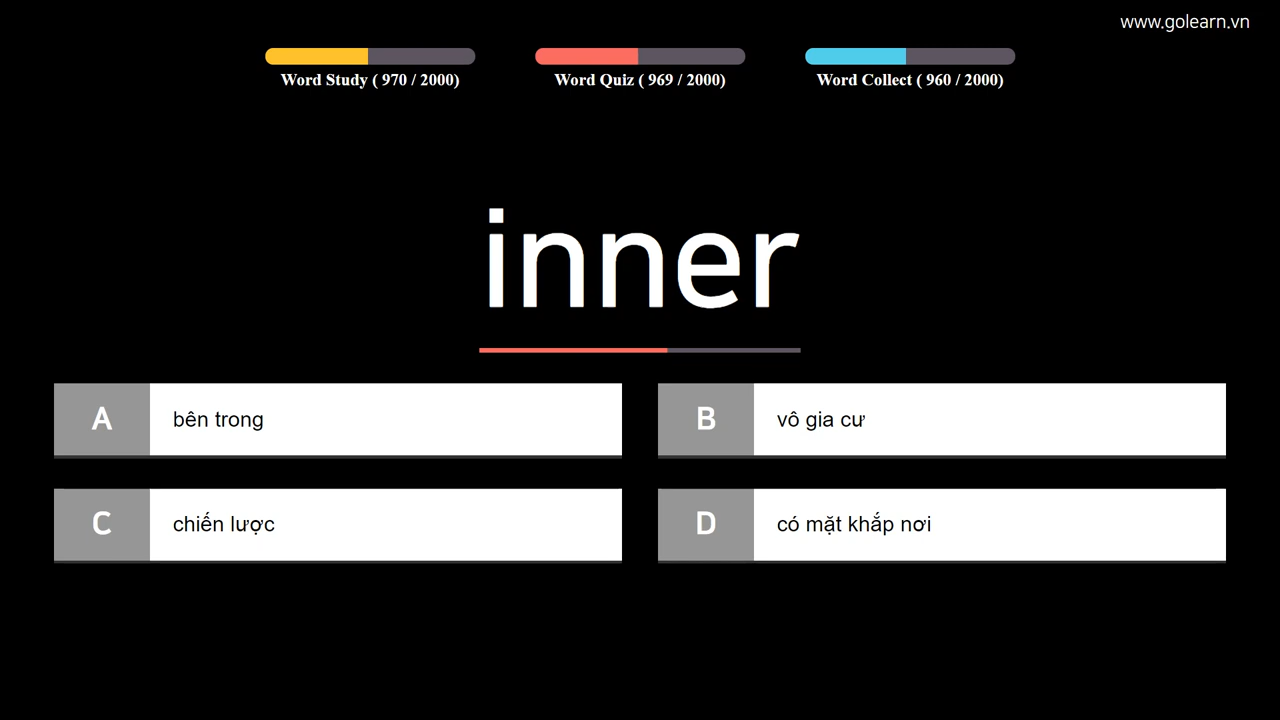 www.golearn.vn
Word Study ( 970 / 2000)
Word Quiz ( 969 / 2000)
Word Collect ( 960 / 2000)
inner
A bên trong
B vô gia cư
C chiến lược
D có mặt khắp nơi